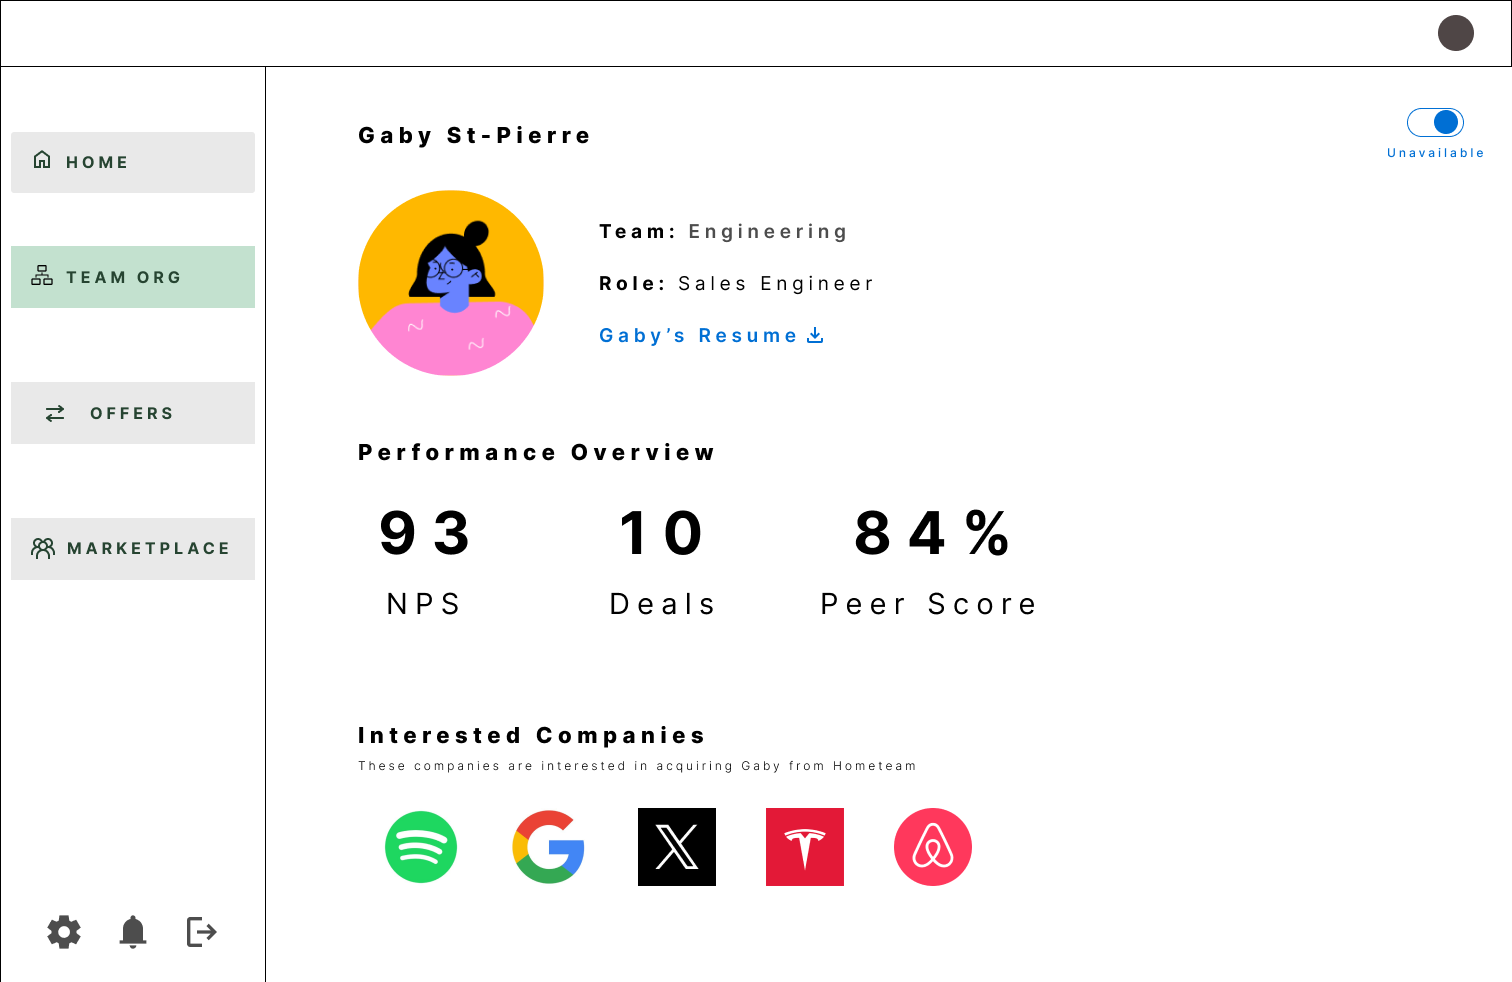 HOME
TEAM ORG
OFFERS
MARKETPLACE
Gaby St-Pierre
Unavailable
Team: Engineering
Role: Sales Engineer
Gaby’s Resume
Performance Overview
93
NPS
10
Deals
84%
Peer Score
Interested Companies
These companies are interested in acquiring Gaby from Hometeam